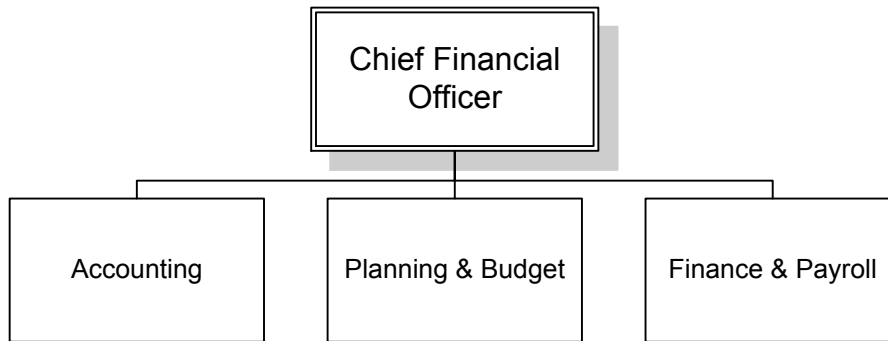 Chief Financial
Officer
Accounting
Planning & Budget
Finance & Payroll